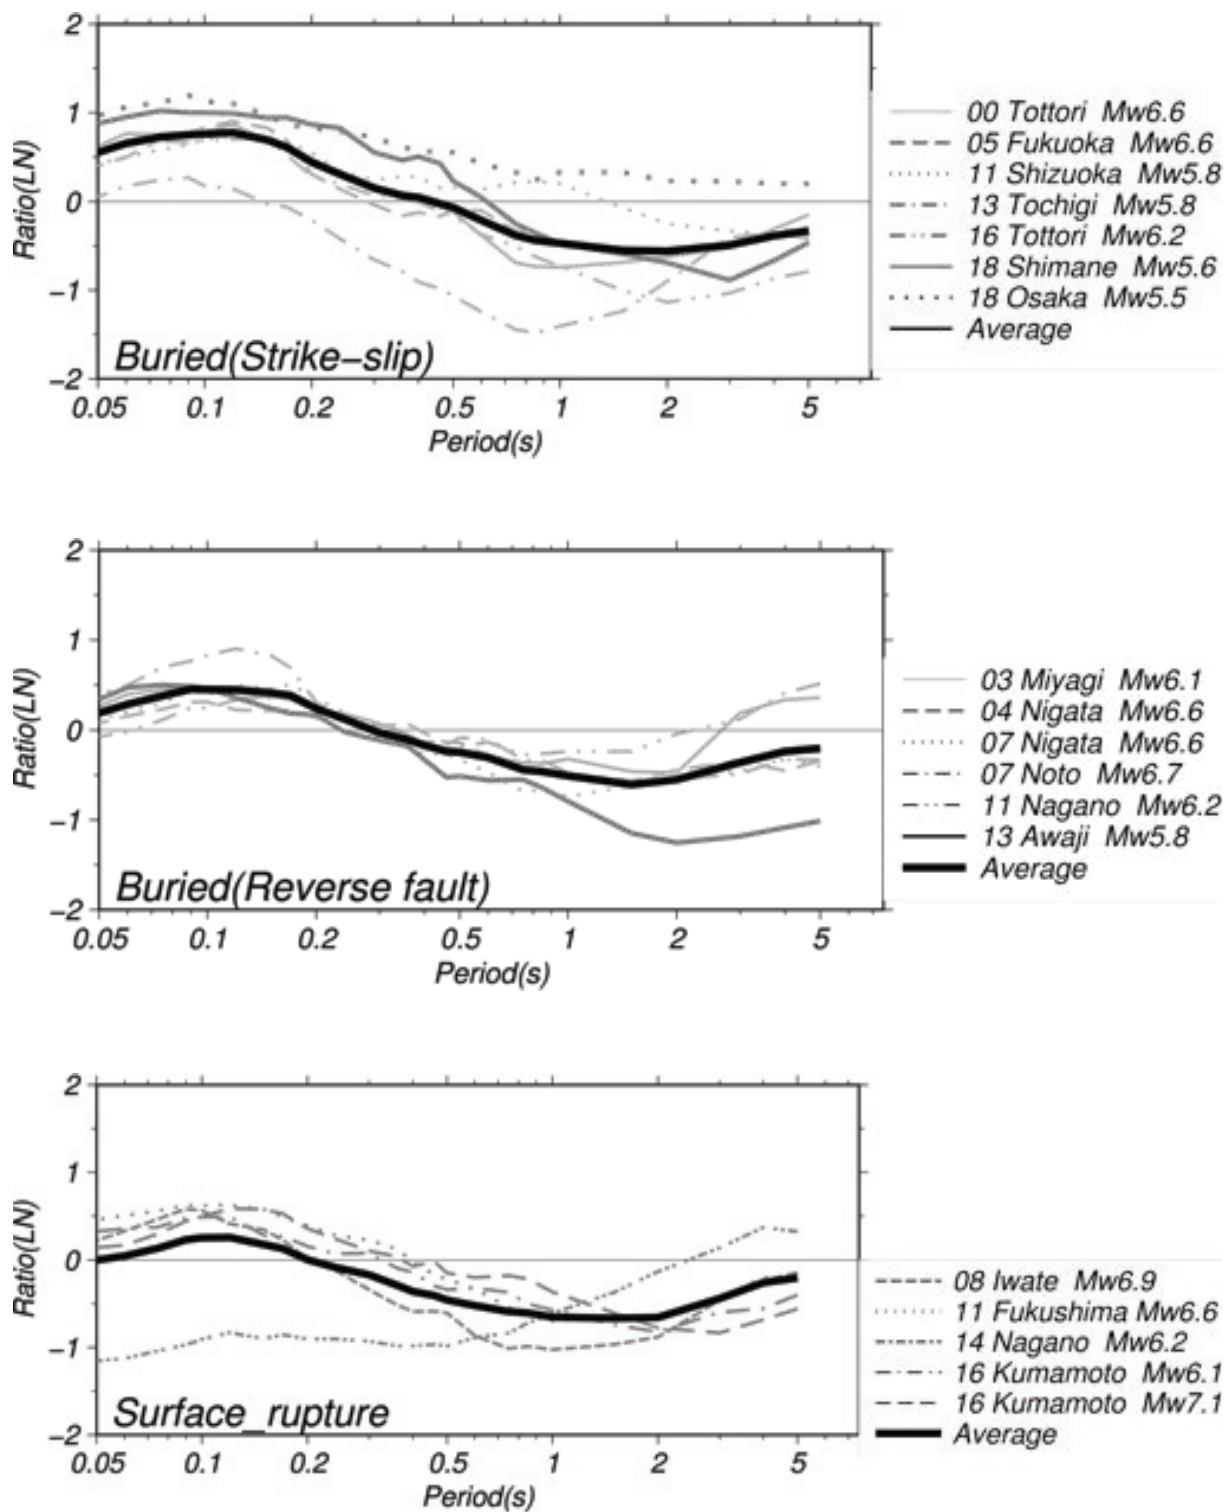 2
1
0
−1
−2
Ratio(LN)
Buried(Strike−slip)
0.05 0.1 0.2 0.5 1 2 5
Period(s)
00 Tottori Mw6.6
05 Fukuoka Mw6.6
11 Shizuoka Mw5.8
13 Tochigi Mw5.8
16 Tottori Mw6.2
18 Shimane Mw5.6
18 Osaka Mw5.5
Average
2
1
0
−1
−2
Ratio(LN)
Buried(Reverse fault)
0.05 0.1 0.2 0.5 1 2 5
Period(s)
03 Miyagi Mw6.1
04 Nigata Mw6.6
07 Nigata Mw6.6
07 Noto Mw6.7
11 Nagano Mw6.2
13 Awaji Mw5.8
Average
2
1
0
−1
−2
Ratio(LN)
Surface_rupture
0.05 0.1 0.2 0.5 1 2 5
Period(s)
08 Iwate Mw6.9
11 Fukushima Mw6.6
14 Nagano Mw6.2
16 Kumamoto Mw6.1
16 Kumamoto Mw7.1
Average